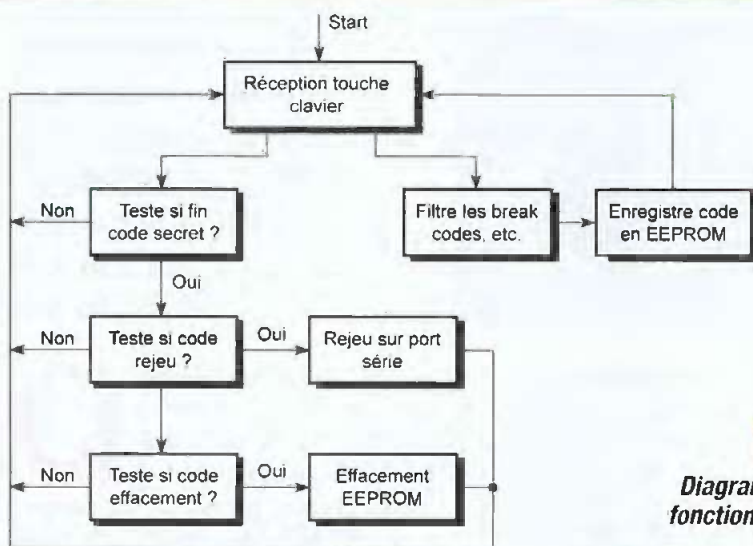 Start
Réception touche
clavier
Non
Teste si fin
code secret ?
Filtre les break
codes, etc.
Enregistre code
en EEPROM
Oui
Non
Teste si code
rejeu ?
Oui
Rejeu sur port
série
Non
Teste si code
effacement ?
Oui
Effacement
EEPROM